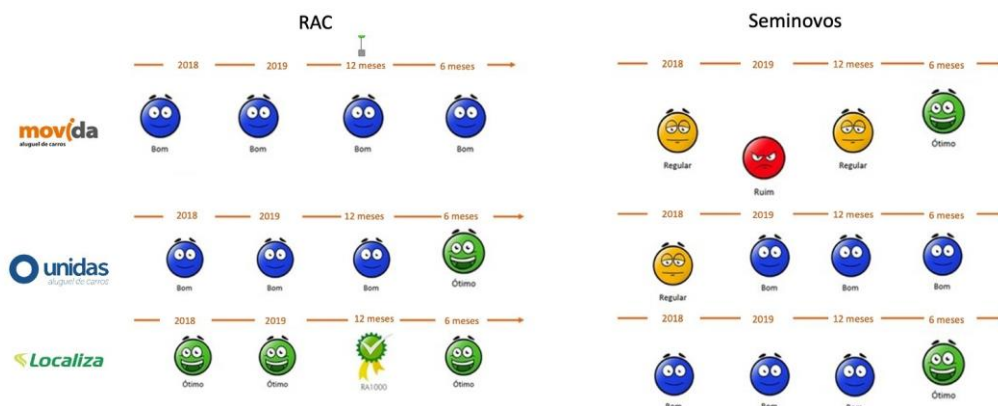 RAC
Seminovos
2018 2019 12 meses 6 meses
2018 2019 12 meses 6 meses
movida
aluguel de carros
Bom Bom Bom Bom
Regular Ruim Regular Ótimo
2018 2019 12 meses 6 meses
2018 2019 12 meses 6 meses
unidas
aluguel de carros
Bom Bom Bom Ótimo
Regular Bom Bom Bom
2018 2019 12 meses 6 meses
2018 2019 12 meses 6 meses
Localiza
Ótimo Ótimo RA1000 Ótimo
Bom Bom Bom Ótimo